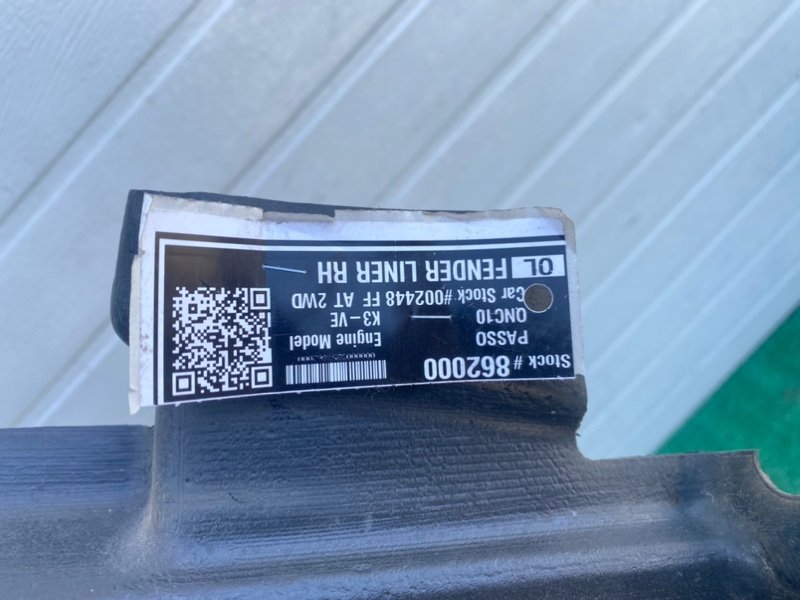 Stock # 862000
PASSO
QNC10
Engine Model
K3-VE
Car Stock #002448 FF AT 2WD
OL FENDER LINER RH